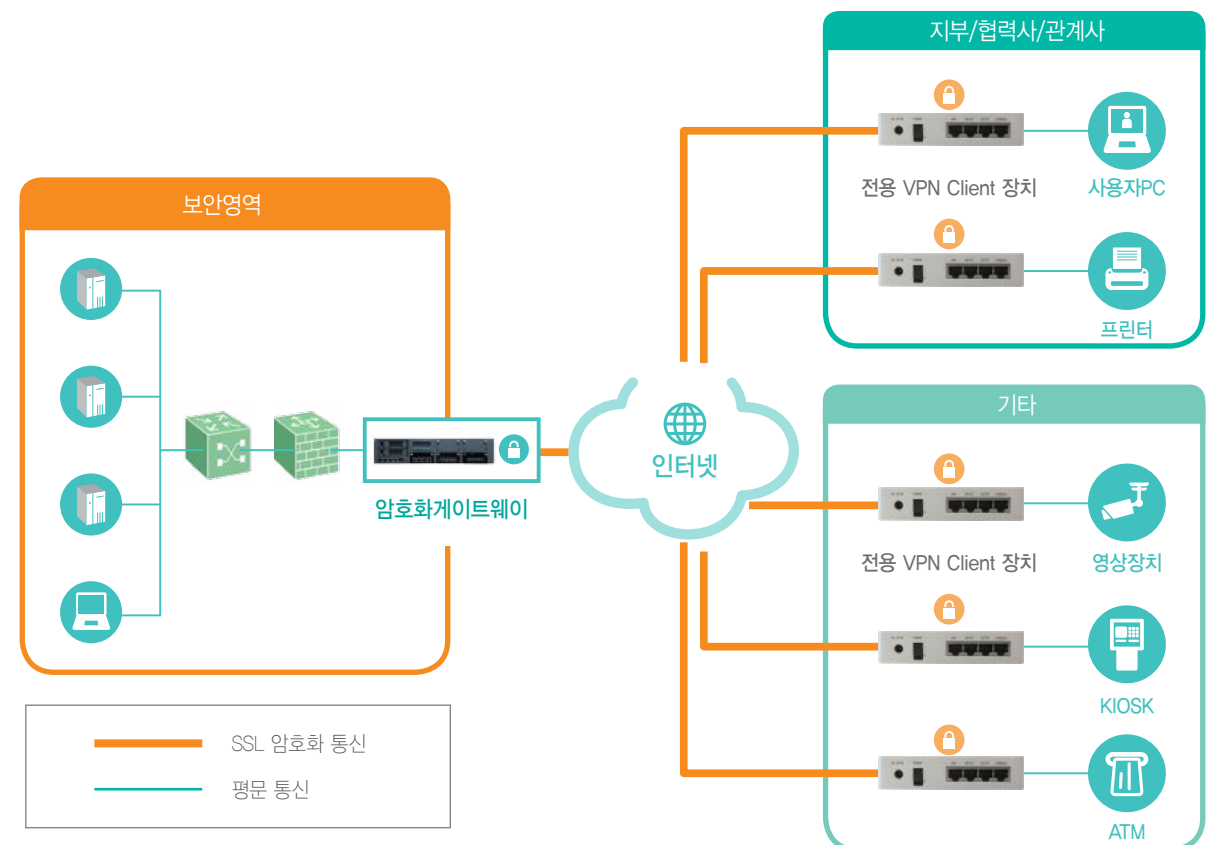 지부/협력사/관계사
전용 VPN Client 장치
사용자PC
프린터
보안영역
암호화게이트웨이
인터넷
기타
전용 VPN Client 장치
영상장치
KIOSK
ATM
SSL 암호화 통신
평문 통신